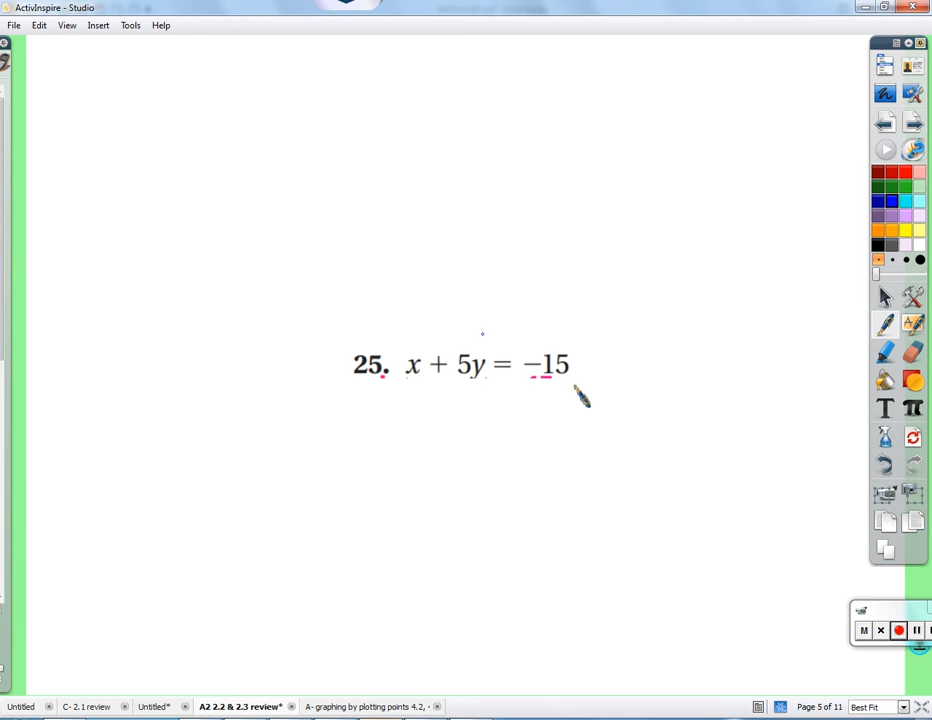 ActivInspire - Studio
File Edit View Insert Tools Help
25. x + 5y = −15
M
Untitled C- 2.1 review Untitled* A2 2.2 & 2.3 review* A- graphing by plotting points 4.2, Page 5 of 11 Best Fit